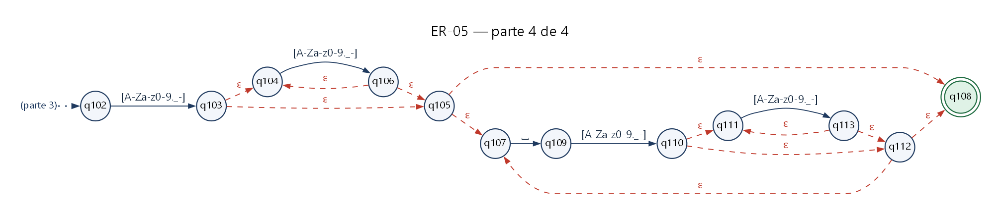 ER-05 — parte 4 de 4
(parte 3)
q102
[A-Za-z0-9._-]
q103
ε
q104
[A-Za-z0-9._-]
ε
q106
ε
ε
q105
ε
ε
q107
␣
q109
[A-Za-z0-9._-]
q110
ε
q111
[A-Za-z0-9._-]
ε
q113
ε
ε
q112
ε
ε
q108